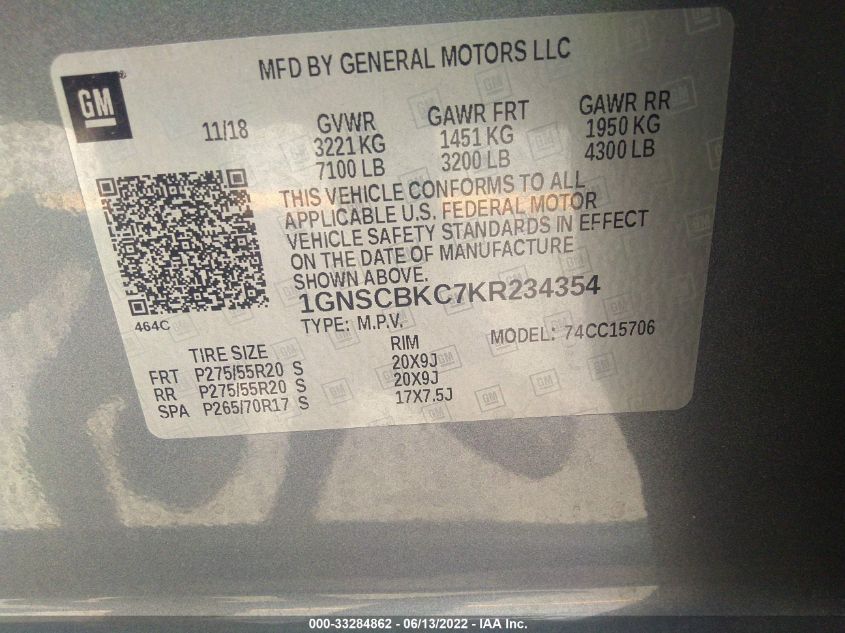 MFD BY GENERAL MOTORS LLC
GM
11/18
GVWR
3221 KG
7100 LB
GAWR FRT
1451 KG
3200 LB
GAWR RR
1950 KG
4300 LB
THIS VEHICLE CONFORMS TO ALL
APPLICABLE U.S. FEDERAL MOTOR
VEHICLE SAFETY STANDARDS IN EFFECT
ON THE DATE OF MANUFACTURE
SHOWN ABOVE.
464C
1GNSCBKC7KR234354
TYPE: M.P.V.
MODEL: 74CC15706
TIRE SIZE RIM
FRT P275/55R20 S 20X9J
RR P275/55R20 S 20X9J
SPA P265/70R17 S 17X7.5J
000-33284862 - 06/13/2022 - IAA Inc.